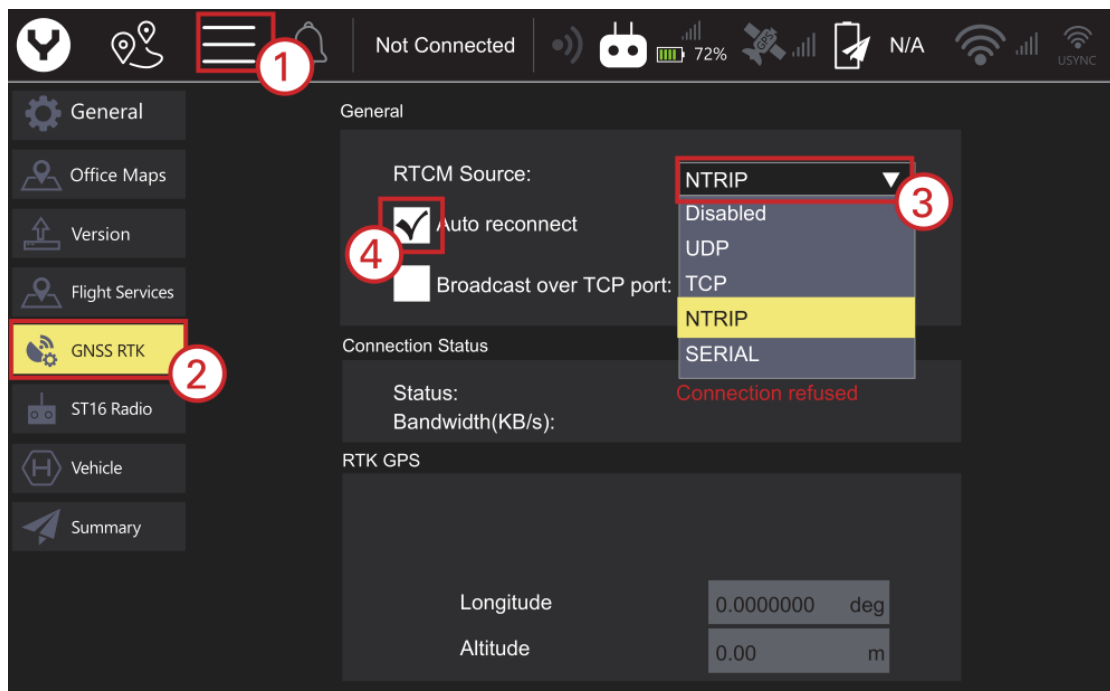 Not Connected
72%
GPS
N/A
USYNC
1
General
Office Maps
Version
Flight Services
GNSS RTK
2
ST16 Radio
Vehicle
Summary
General
RTCM Source:
NTRIP
3
Disabled
UDP
TCP
NTRIP
SERIAL
Auto reconnect
4
Broadcast over TCP port:
Connection Status
Status:
Connection refused
Bandwidth(KB/s):
RTK GPS
Longitude
0.0000000 deg
Altitude
0.00 m